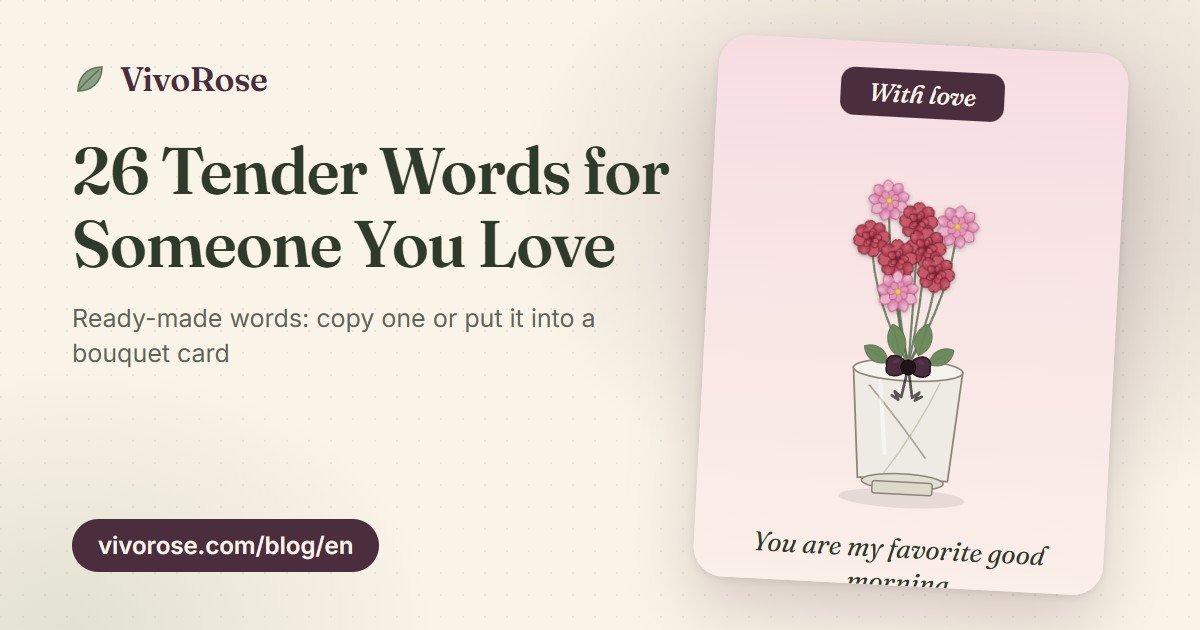 VivoRose
26 Tender Words for
Someone You Love
Ready-made words: copy one or put it into a
bouquet card
vivorose.com/blog/en
With love
You are my favorite good
morning